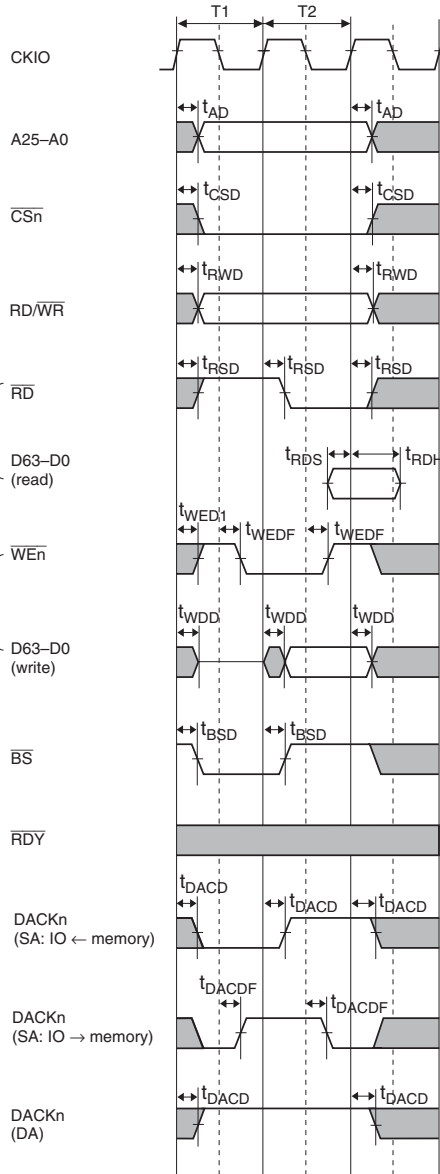 T1 T2
CKIO
tAD tAD
A25–A0
tCSD tCSD
CSn
tRWD tRWD
RD/WR
tRSD tRSD tRSD
RD
D63–D0
(read)
tRDS tRDH
tWED1 tWEDF tWEDF
WEn
tWDD tWDD tWDD
D63–D0
(write)
tBSD tBSD
BS
RDY
tDACD tDACD tDACD
DACKn
(SA: IO ← memory)
tDACDF tDACDF
DACKn
(SA: IO → memory)
tDACD tDACD
DACKn
(DA)